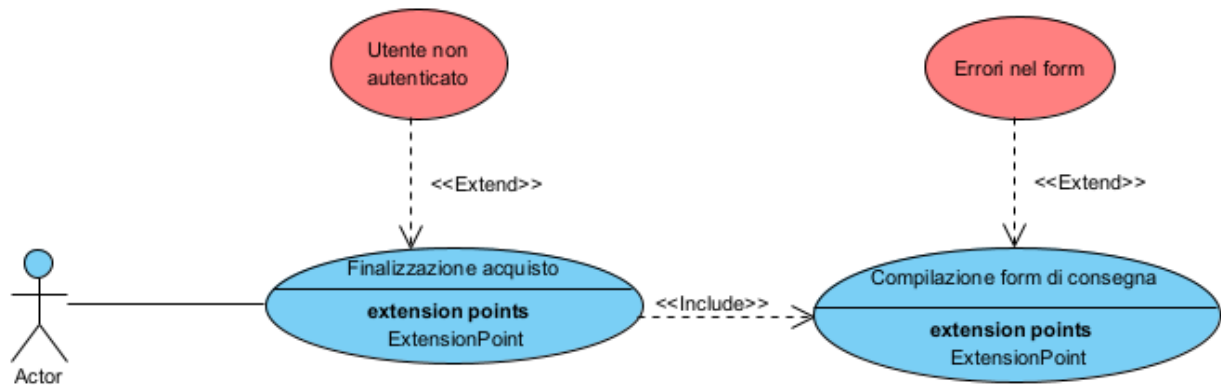 Utente non
autenticato
Errori nel form
<<Extend>>
<<Extend>>
Finalizzazione acquisto
extension points
ExtensionPoint
<<Include>>
Compilazione form di consegna
extension points
ExtensionPoint
Actor